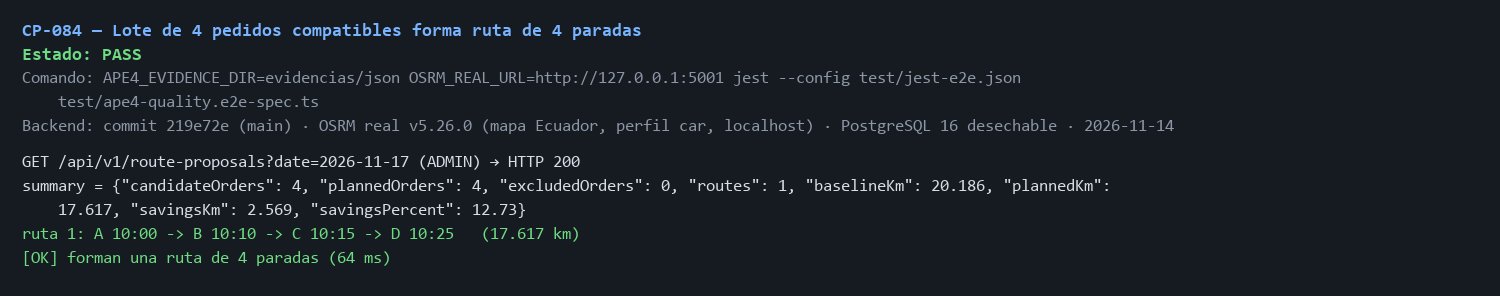 CP-084 — Lote de 4 pedidos compatibles forma ruta de 4 paradas
Estado: PASS
Comando: APE4_EVIDENCE_DIR=evidencias/json OSRM_REAL_URL=http://127.0.0.1:5001 jest --config test/jest-e2e.json
test/ape4-quality.e2e-spec.ts
Backend: commit 219e72e (main) · OSRM real v5.26.0 (mapa Ecuador, perfil car, localhost) · PostgreSQL 16 desechable · 2026-11-14
GET /api/v1/route-proposals?date=2026-11-17 (ADMIN) → HTTP 200
summary = {"candidateOrders": 4, "plannedOrders": 4, "excludedOrders": 0, "routes": 1, "baselineKm": 20.186, "plannedKm":
17.617, "savingsKm": 2.569, "savingsPercent": 12.73}
ruta 1: A 10:00 -> B 10:10 -> C 10:15 -> D 10:25   (17.617 km)
[OK] forman una ruta de 4 paradas (64 ms)